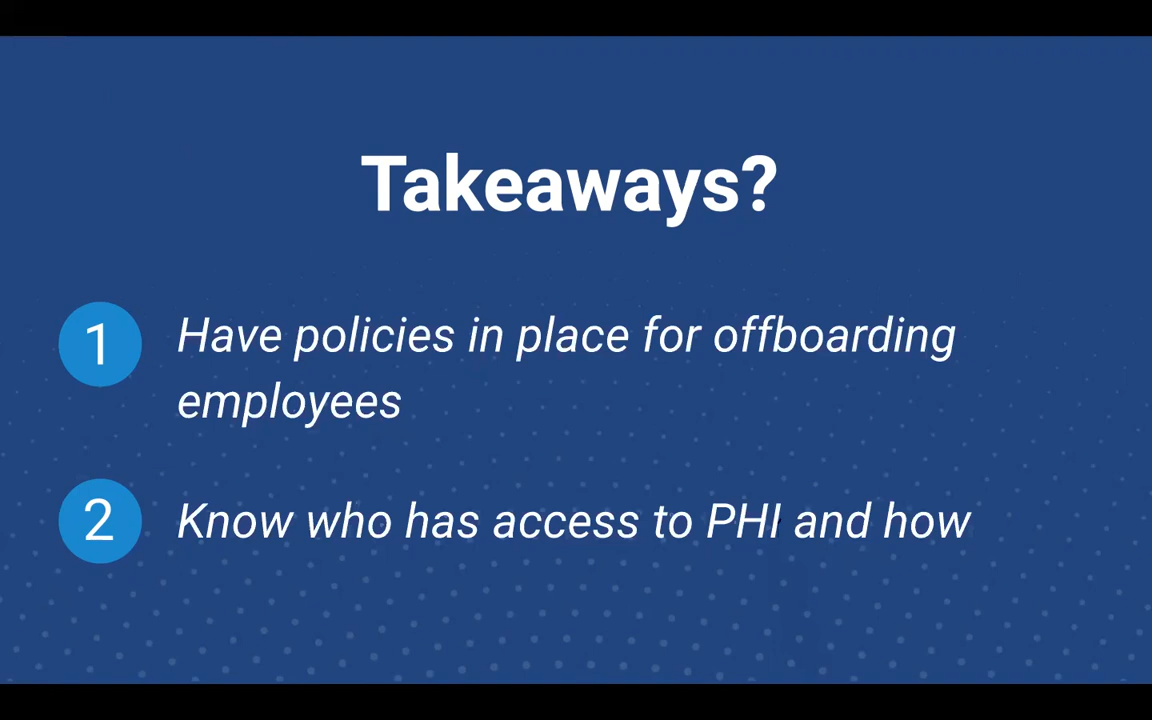 Takeaways?
1 Have policies in place for offboarding
employees
2 Know who has access to PHI and how